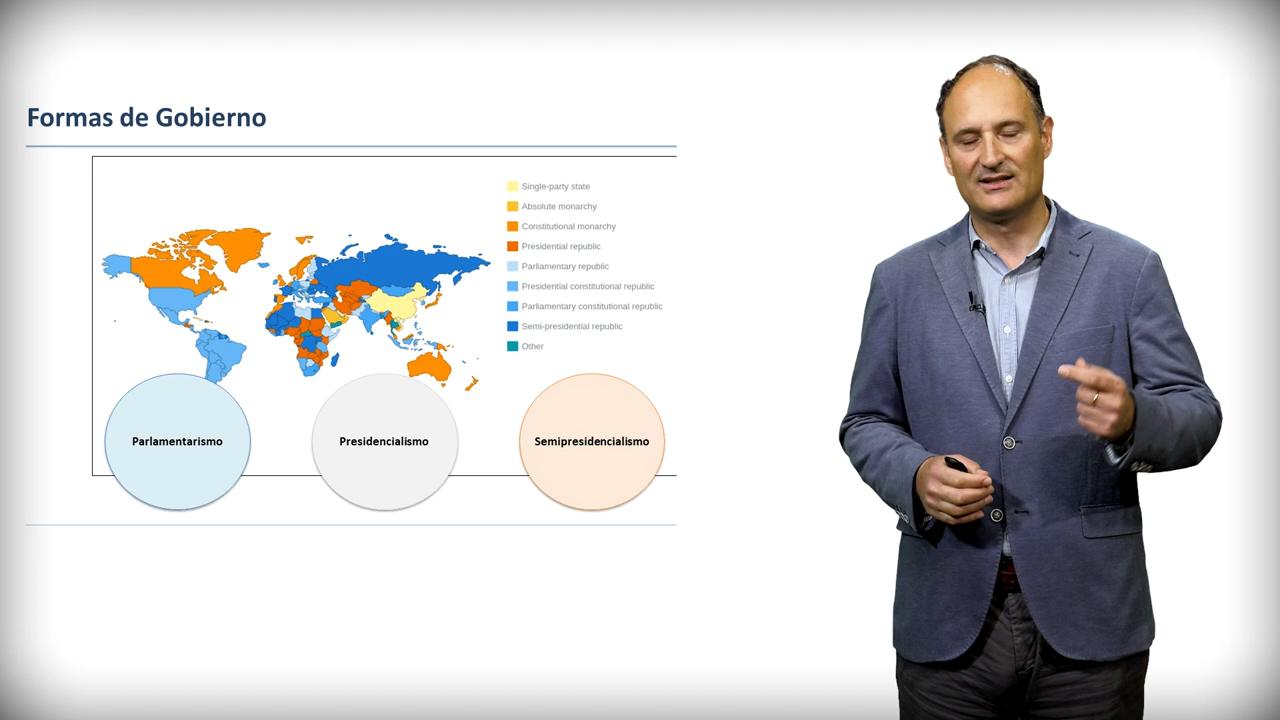 Formas de Gobierno
Single-party state
Absolute monarchy
Constitutional monarchy
Presidential republic
Parliamentary republic
Presidential constitutional republic
Parliamentary constitutional republic
Semi-presidential republic
Other
Parlamentarismo
Presidencialismo
Semipresidencialismo